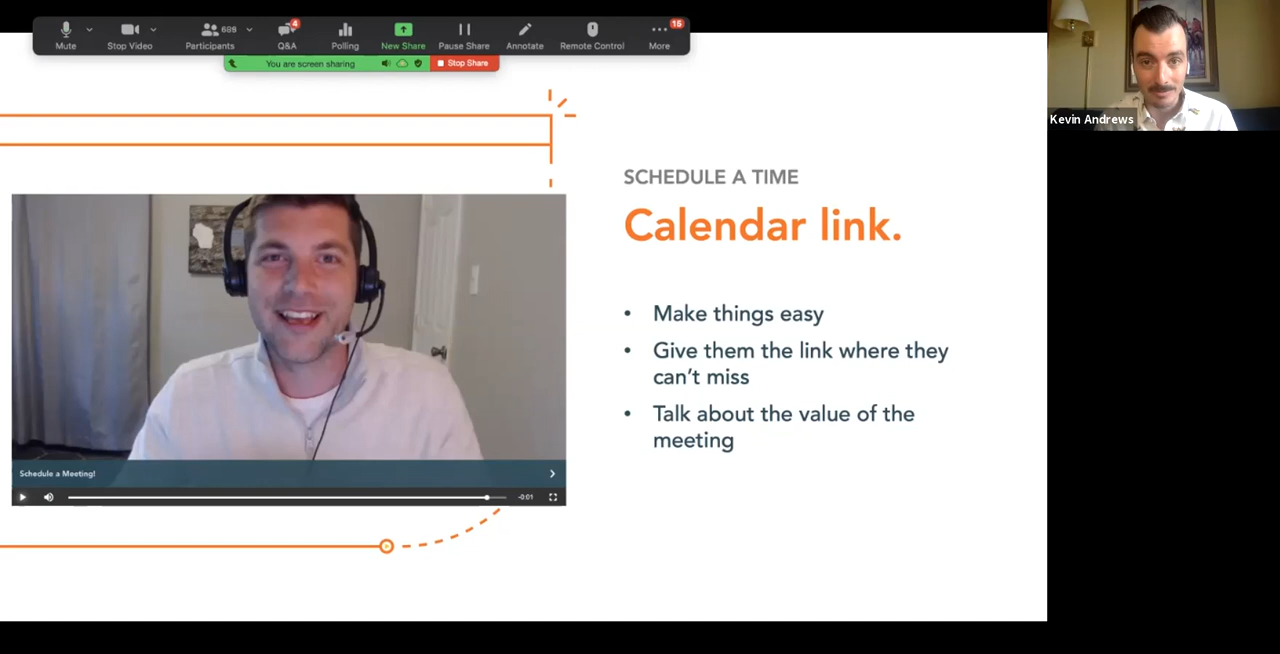 689
4
15
Mute
Stop Video
Participants
Q&A
Polling
New Share
Pause Share
Annotate
Remote Control
More
You are screen sharing
Stop Share
Kevin Andrews
SCHEDULE A TIME
Calendar link.
• Make things easy
• Give them the link where they
can't miss
• Talk about the value of the
meeting
Schedule a Meeting!
-0:01